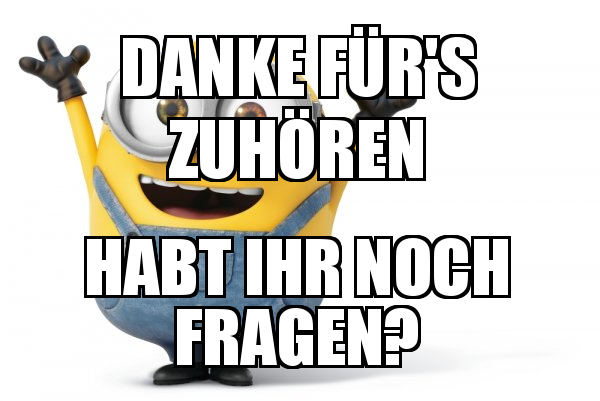 DANKE FÜR'S
ZUHÖREN
HABT IHR NOCH
FRAGEN?